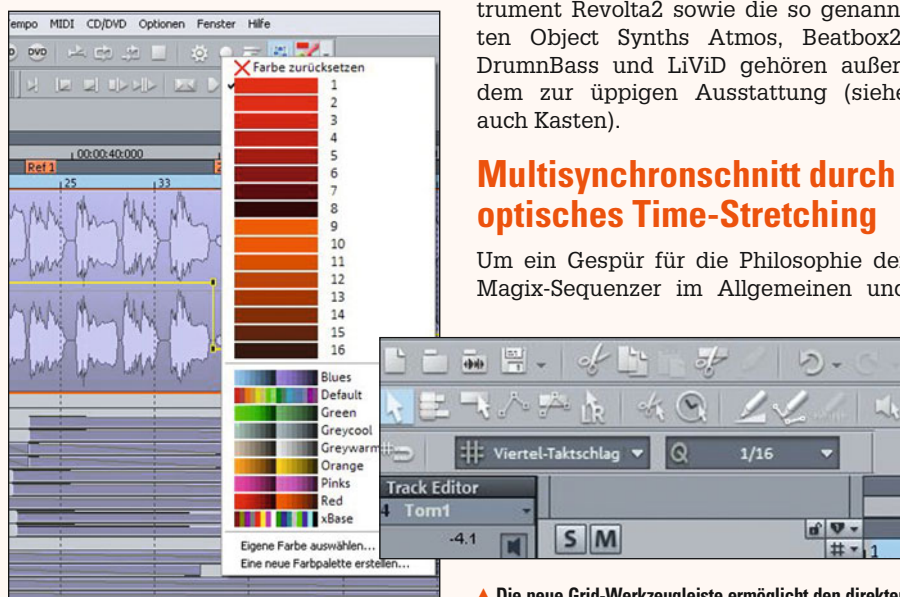 empo MIDI CD/DVD Optionen Fenster Hilfe
DVD
Farbe zurücksetzen
1
2
3
4
5
6
7
8
9
10
11
12
13
14
15
16
Blues
Default
Green
Greycool
Greywarm
Orange
Pinks
Red
xBase
Eigene Farbe auswählen...
Eine neue Farbpalette erstellen...
00:00:40:000
Ref 1
25 33
trument Revolta2 sowie die so genann
ten Object Synths Atmos, Beatbox2
DrumnBass und LiViD gehören außer
dem zur üppigen Ausstattung (siehe
auch Kasten).
Multisynchronschnitt durch
optisches Time-Stretching
Um ein Gespür für die Philosophie der
Magix-Sequenzer im Allgemeinen und
LR
Viertel-Taktschlag Q 1/16
Track Editor
4 Tom1
-4.1 S M
# 1
Die neue Grid-Werkzeugleiste ermöglicht den direkten